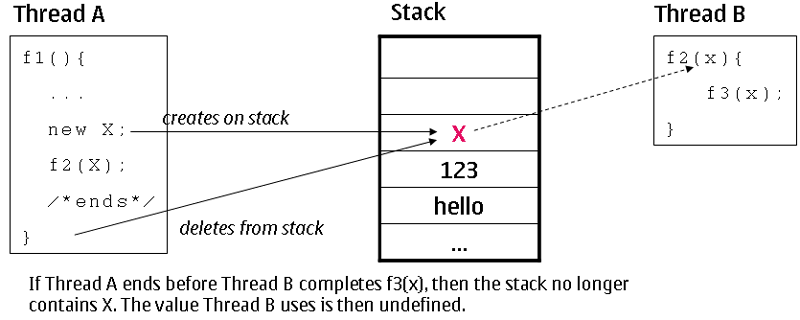 Thread A
Stack
Thread B
f1(){
...
new X;
f2(X);
/*ends*/
}
creates on stack
deletes from stack
X
123
hello
...
f2(x){
f3(x);
}
If Thread A ends before Thread B completes f3(x), then the stack no longer
contains X. The value Thread B uses is then undefined.